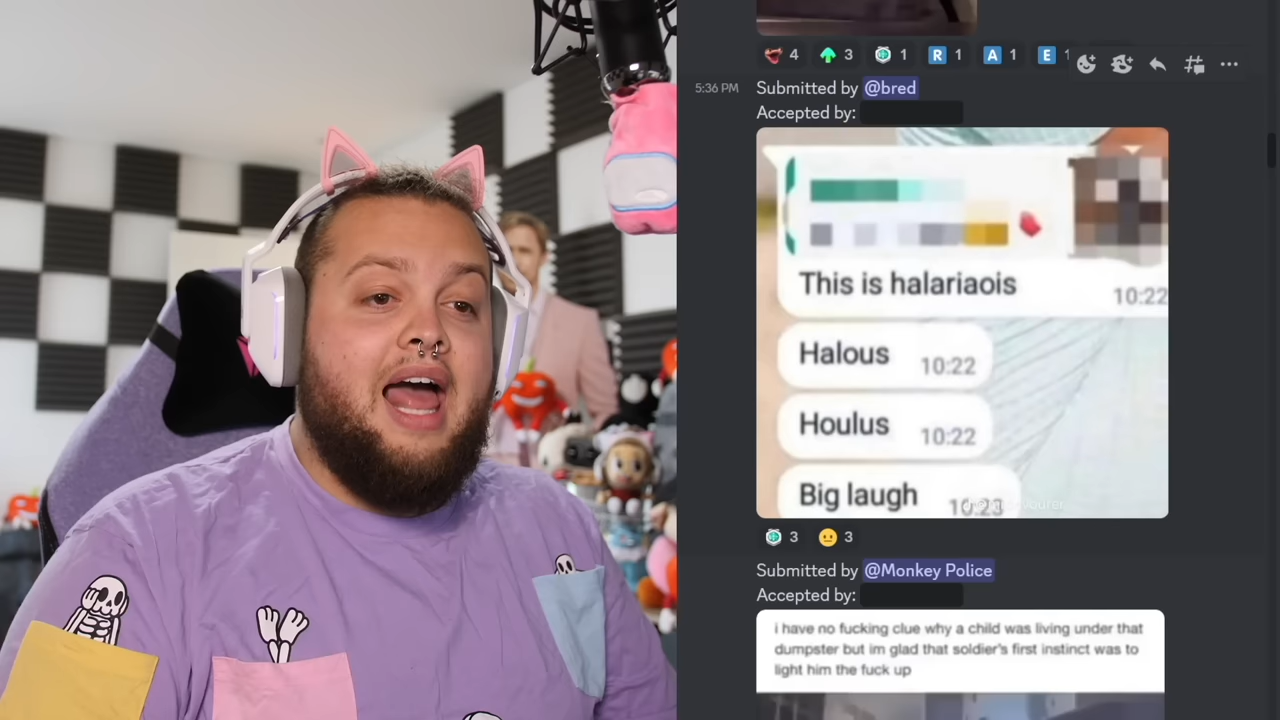 4
3
1
R 1
A 1
E 1
5:36 PM
Submitted by @bred
Accepted by:
This is halariaois
10:22
Halous
10:22
Houlus
10:22
Big laugh
10:23
3
3
Submitted by @Monkey Police
Accepted by:
i have no fucking clue why a child was living under that
dumpster but im glad that soldier's first instinct was to
light him the fuck up